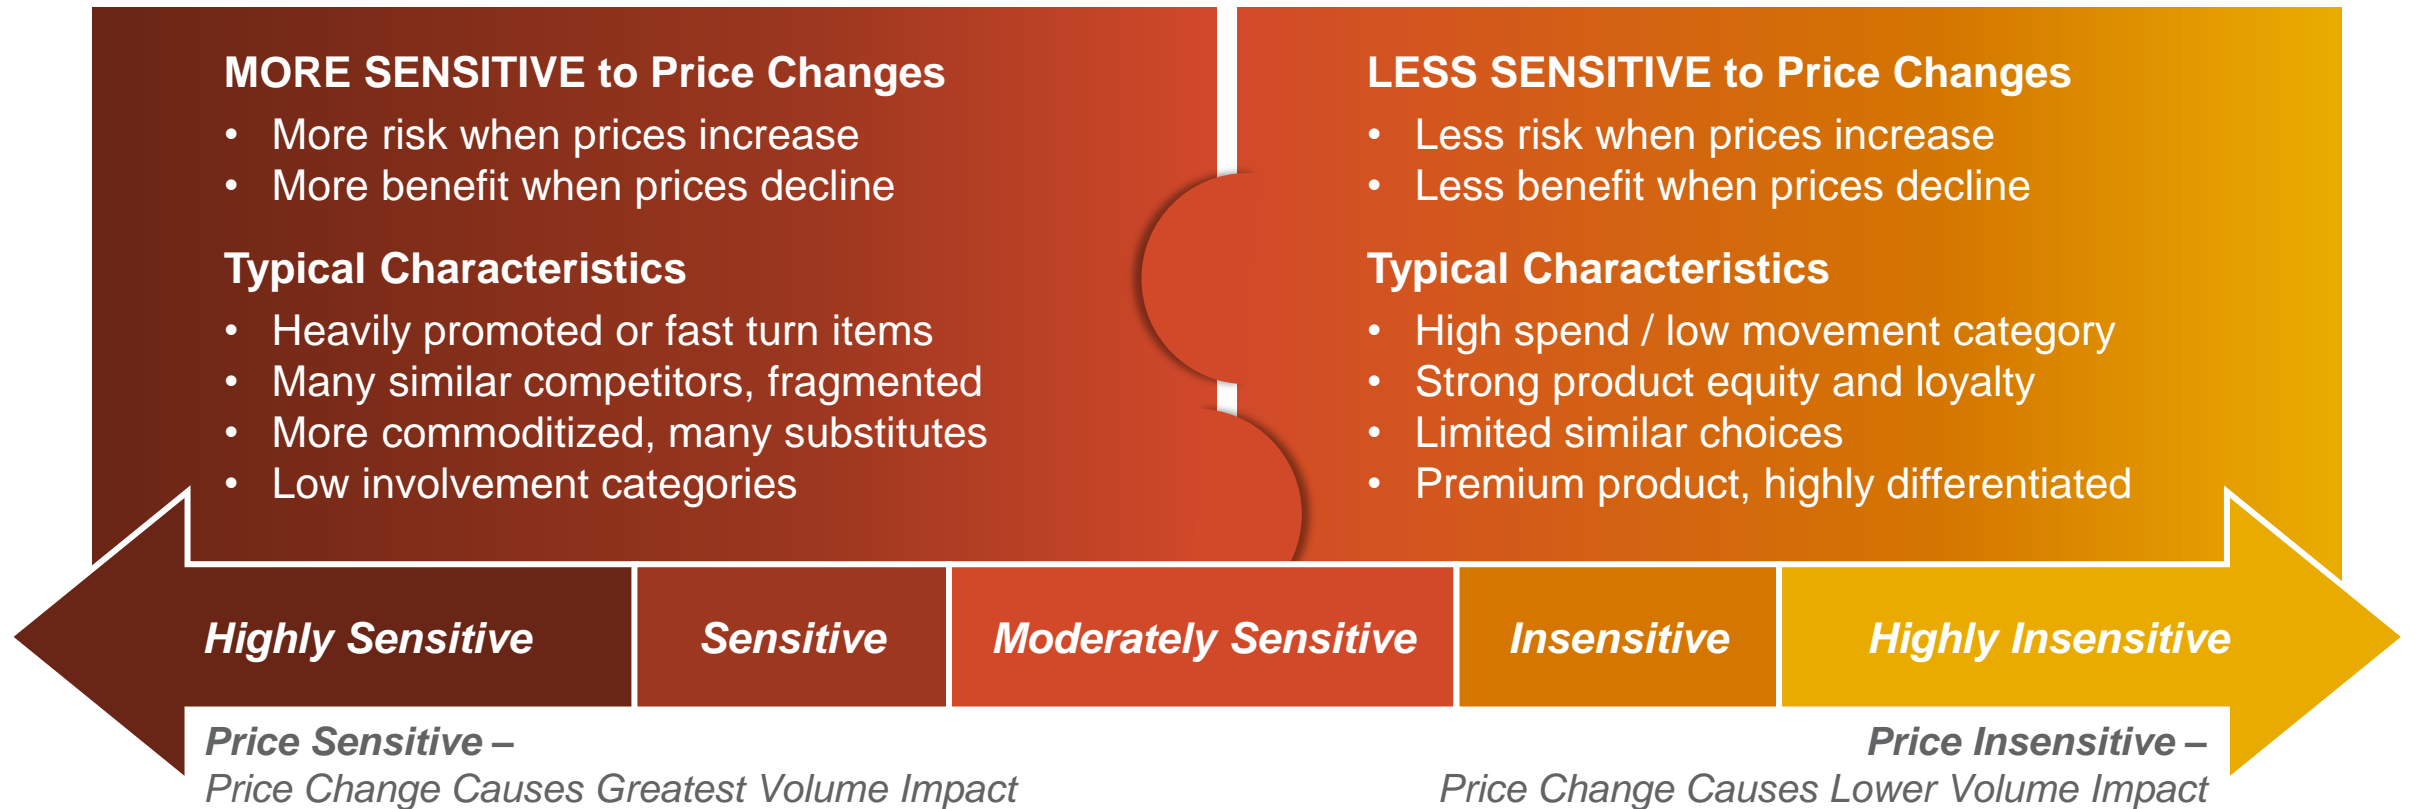 MORE SENSITIVE to Price Changes
• More risk when prices increase
• More benefit when prices decline
Typical Characteristics
• Heavily promoted or fast turn items
• Many similar competitors, fragmented
• More commoditized, many substitutes
• Low involvement categories
LESS SENSITIVE to Price Changes
• Less risk when prices increase
• Less benefit when prices decline
Typical Characteristics
• High spend / low movement category
• Strong product equity and loyalty
• Limited similar choices
• Premium product, highly differentiated
Highly Sensitive
Sensitive
Moderately Sensitive
Insensitive
Highly Insensitive
Price Sensitive –
Price Change Causes Greatest Volume Impact
Price Insensitive –
Price Change Causes Lower Volume Impact